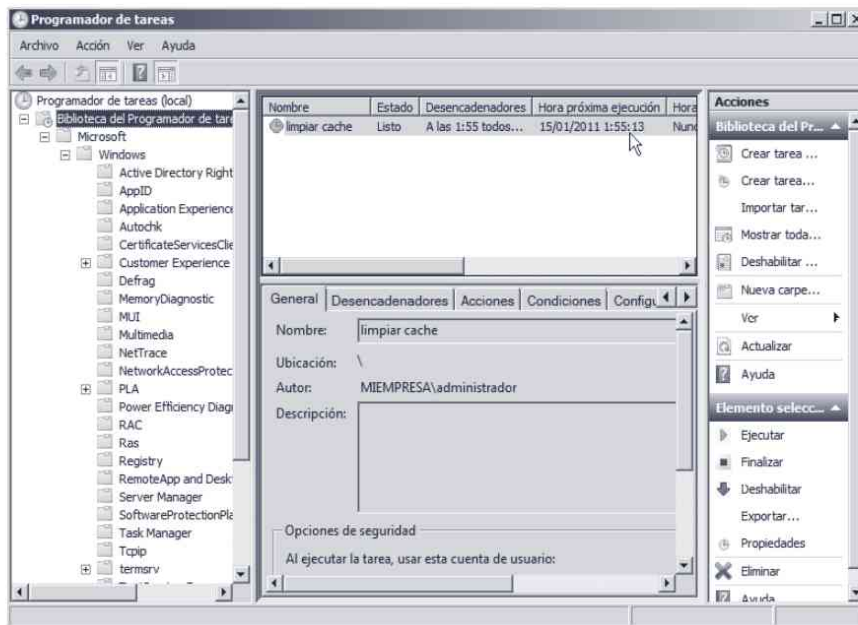 Programador de tareas
Archivo Acción Ver Ayuda
Programador de tareas (local)
Biblioteca del Programador de tare
Microsoft
Windows
Active Directory Right
AppID
Application Experience
Autochk
CertificateServicesClie
Customer Experience
Defrag
MemoryDiagnostic
MUI
Multimedia
NetTrace
NetworkAccessProtec
PLA
Power Efficiency Diagr
RAC
Ras
Registry
RemoteApp and Deskt
Server Manager
SoftwareProtectionPla
Task Manager
Tcpip
termsrv
Nombre Estado Desencadenadores Hora próxima ejecución Hora
limpiar cache Listo A las 1:55 todos... 15/01/2011 1:55:13 Nunc
General Desencadenadores Acciones Condiciones Configu
Nombre: limpiar cache
Ubicación: \
Autor: MIEMPRESA\administrador
Descripción:
Opciones de seguridad
Al ejecutar la tarea, usar esta cuenta de usuario:
Acciones
Biblioteca del Pr...
Crear tarea ...
Crear tarea...
Importar tar...
Mostrar toda...
Deshabilitar ...
Nueva carpe...
Ver
Actualizar
Ayuda
Elemento selecc...
Ejecutar
Finalizar
Deshabilitar
Exportar...
Propiedades
Eliminar
Ayuda